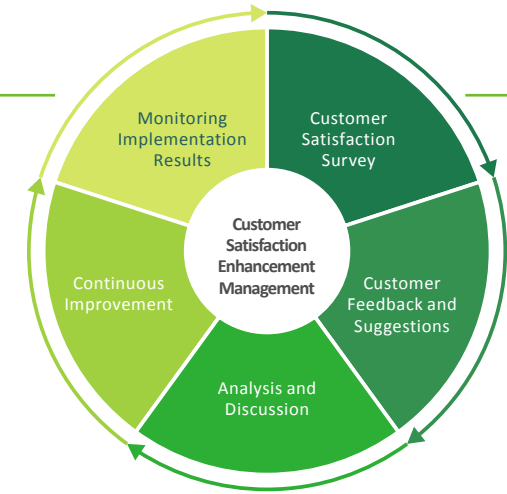 Customer
Satisfaction
Survey
Customer
Feedback and
Suggestions
Analysis and
Discussion
Continuous
Improvement
Monitoring
Implementation
Results
Customer
Satisfaction
Enhancement
Management